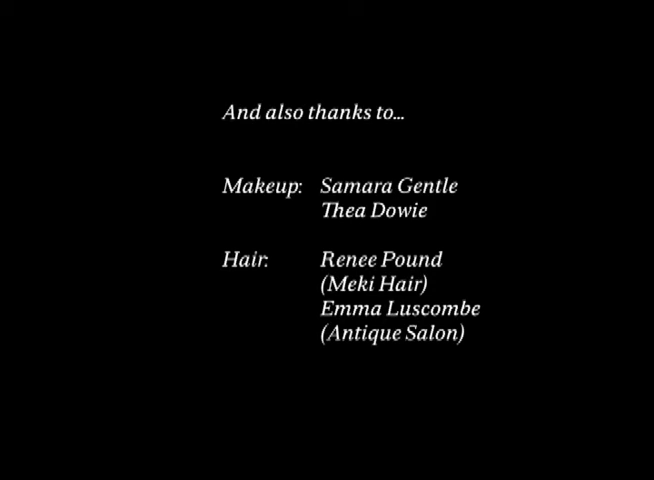 And also thanks to...
Makeup: Samara Gentle
Thea Dowie
Hair: Renee Pound
(Meki Hair)
Emma Luscombe
(Antique Salon)